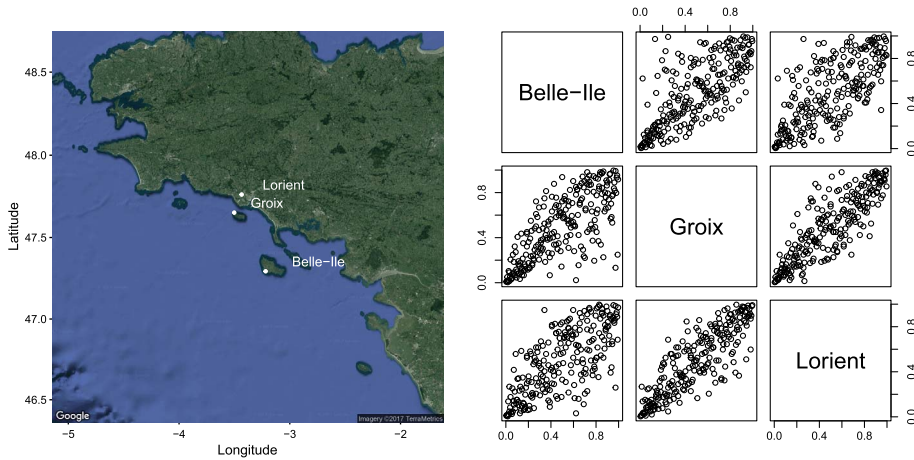 48.5
48.0
47.5
47.0
46.5
Latitude
Lorient
Groix
Belle−Ile
Google
Imagery ©2017 TerraMetrics
−5
−4
−3
−2
Longitude
0.0 0.4 0.8
Belle−Ile
0.0 0.4 0.8
0.0 0.4 0.8
Groix
0.0 0.4 0.8
Lorient
0.0 0.4 0.8
0.0 0.4 0.8
0.0 0.4 0.8